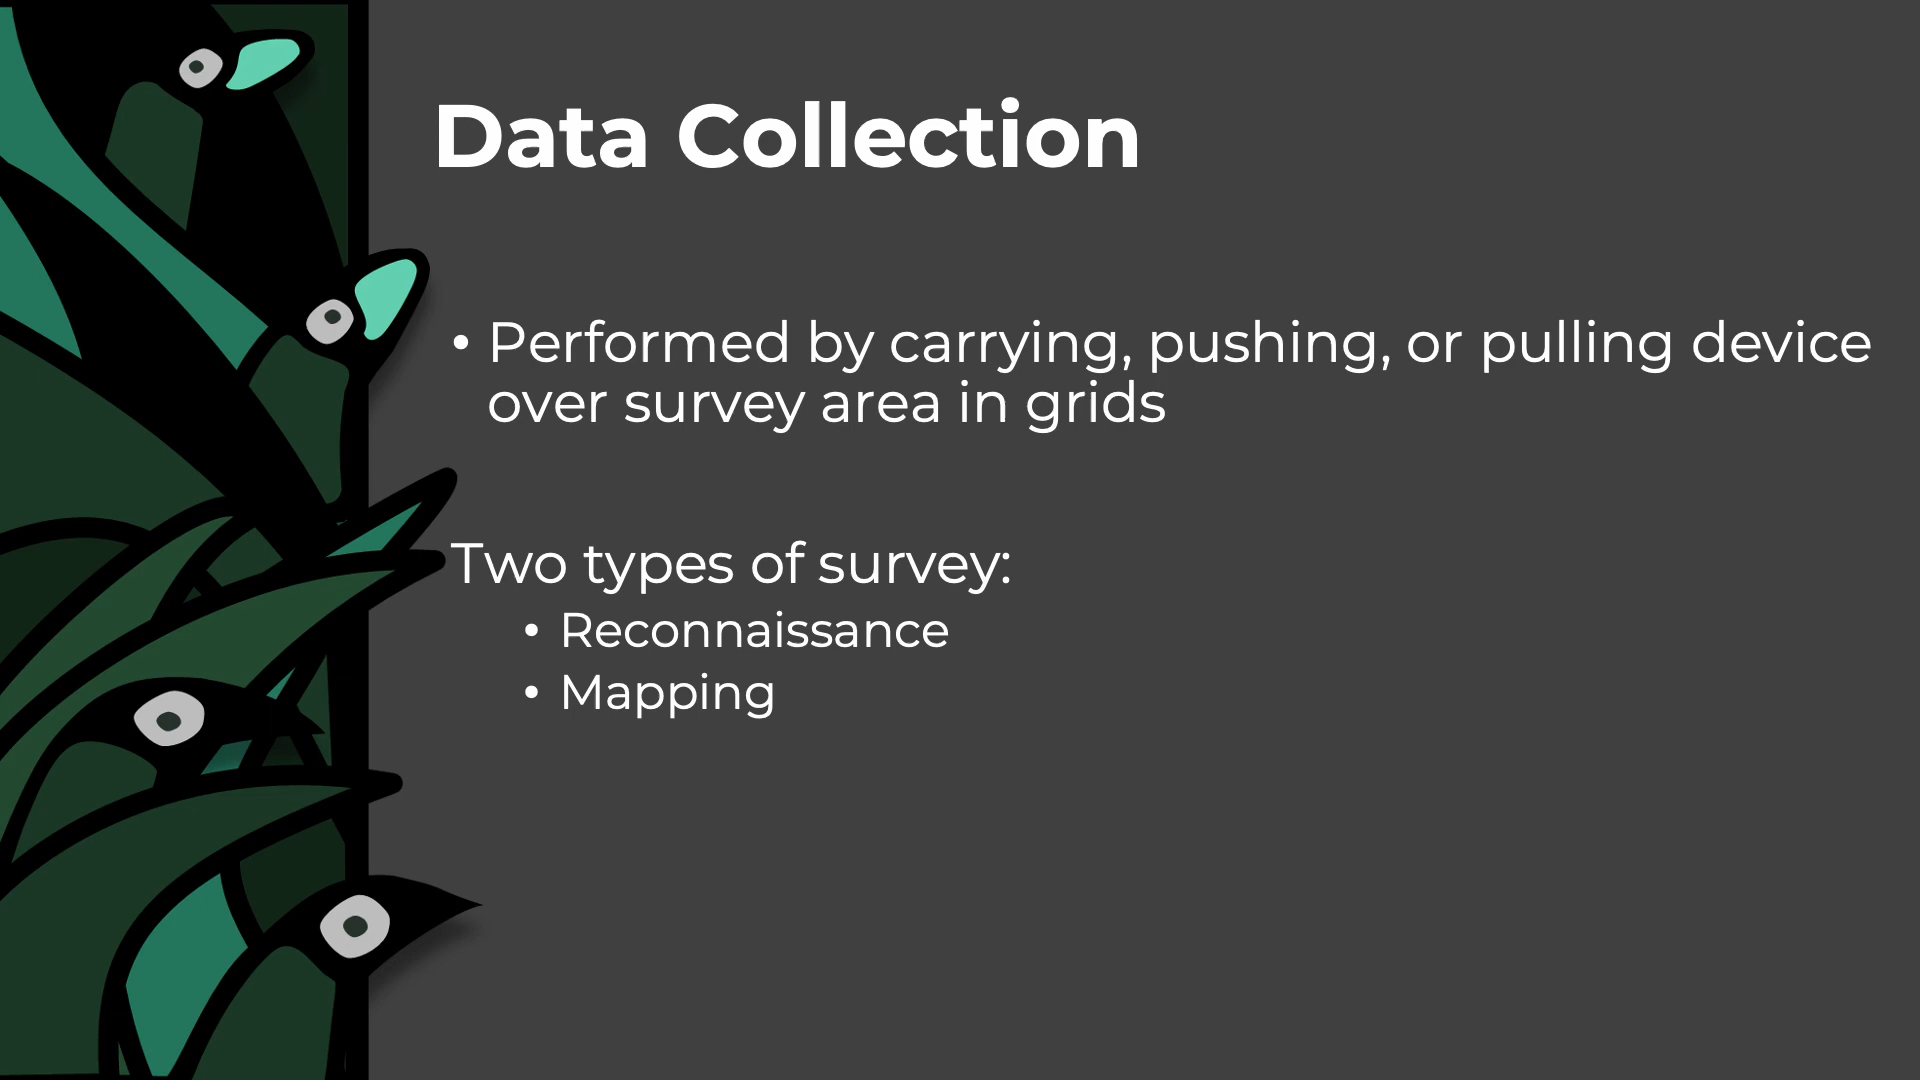 Data Collection
• Performed by carrying, pushing, or pulling device
over survey area in grids
Two types of survey:
• Reconnaissance
• Mapping